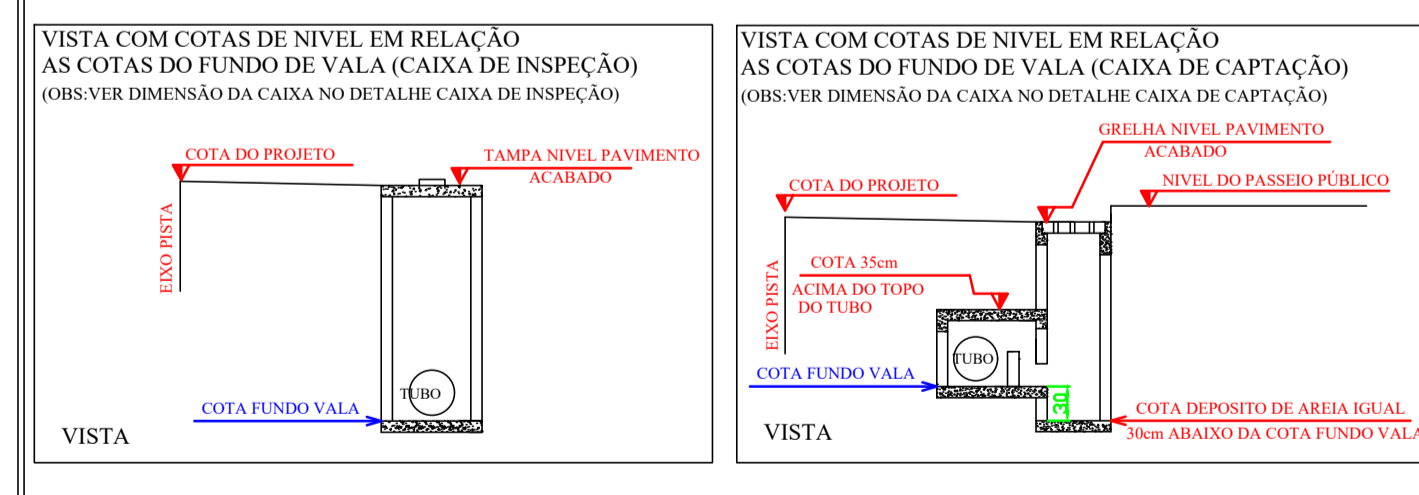 VISTA COM COTAS DE NIVEL EM RELAÇÃO
AS COTAS DO FUNDO DE VALA (CAIXA DE INSPEÇÃO)
(OBS:VER DIMENSÃO DA CAIXA NO DETALHE CAIXA DE INSPEÇÃO)
COTA DO PROJETO
TAMPA NIVEL PAVIMENTO
ACABADO
EIXO PISTA
TUBO
COTA FUNDO VALA
VISTA
VISTA COM COTAS DE NIVEL EM RELAÇÃO
AS COTAS DO FUNDO DE VALA (CAIXA DE CAPTAÇÃO)
(OBS:VER DIMENSÃO DA CAIXA NO DETALHE CAIXA DE CAPTAÇÃO)
GRELHA NIVEL PAVIMENTO
ACABADO
NIVEL DO PASSEIO PÚBLICO
COTA DO PROJETO
COTA 35cm
ACIMA DO TOPO
DO TUBO
EIXO PISTA
TUBO
COTA FUNDO VALA
30
COTA DEPOSITO DE AREIA IGUAL
30cm ABAIXO DA COTA FUNDO VALA
VISTA